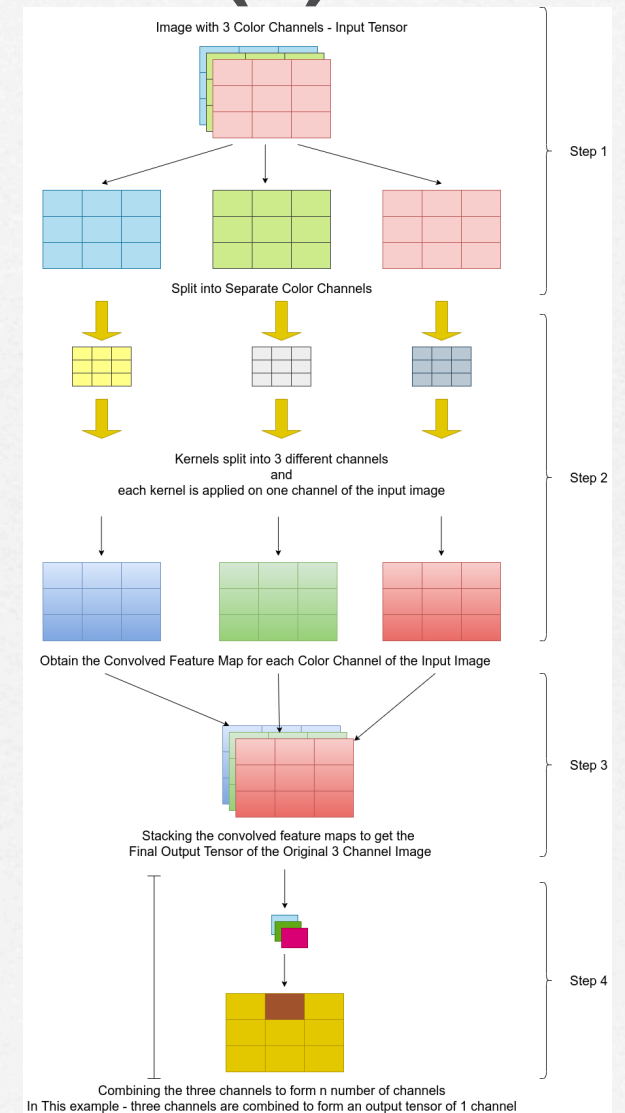 Image with 3 Color Channels - Input Tensor
Step 1
Split into Separate Color Channels
Kernels split into 3 different channels
and
each kernel is applied on one channel of the input image
Step 2
Obtain the Convolved Feature Map for each Color Channel of the Input Image
Step 3
Stacking the convolved feature maps to get the
Final Output Tensor of the Original 3 Channel Image
Step 4
Combining the three channels to form n number of channels
In This example - three channels are combined to form an output tensor of 1 channel